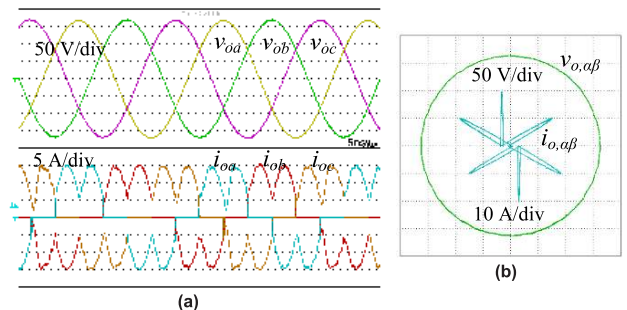 50 V/div v_oa v_ob v_oc
5 A/div i_oa i_ob i_oc
(a)
v_o,αβ
50 V/div
i_o,αβ
10 A/div
(b)